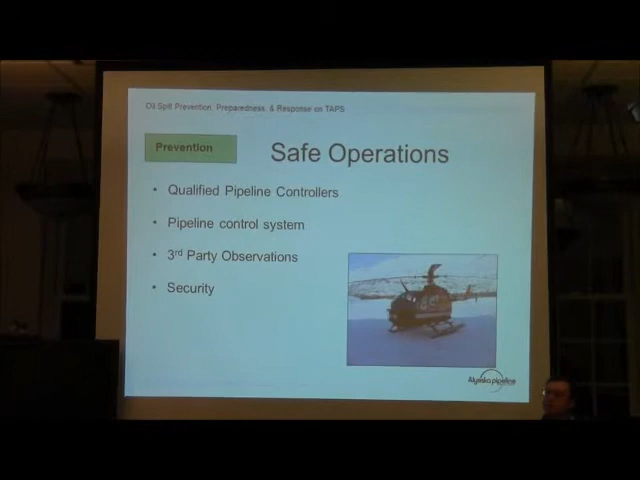 Oil Spill Prevention, Preparedness, & Response on TAPS
Prevention
Safe Operations
• Qualified Pipeline Controllers
• Pipeline control system
• 3rd Party Observations
• Security
Alyeska pipeline